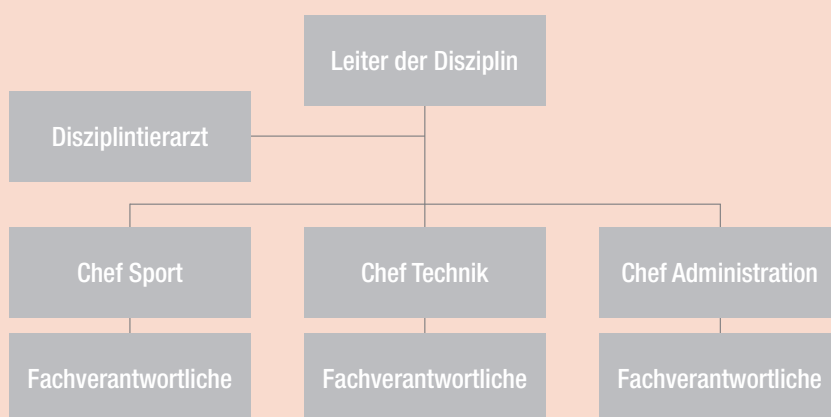 Leiter der Disziplin
Disziplintierarzt
Chef Sport
Chef Technik
Chef Administration
Fachverantwortliche
Fachverantwortliche
Fachverantwortliche